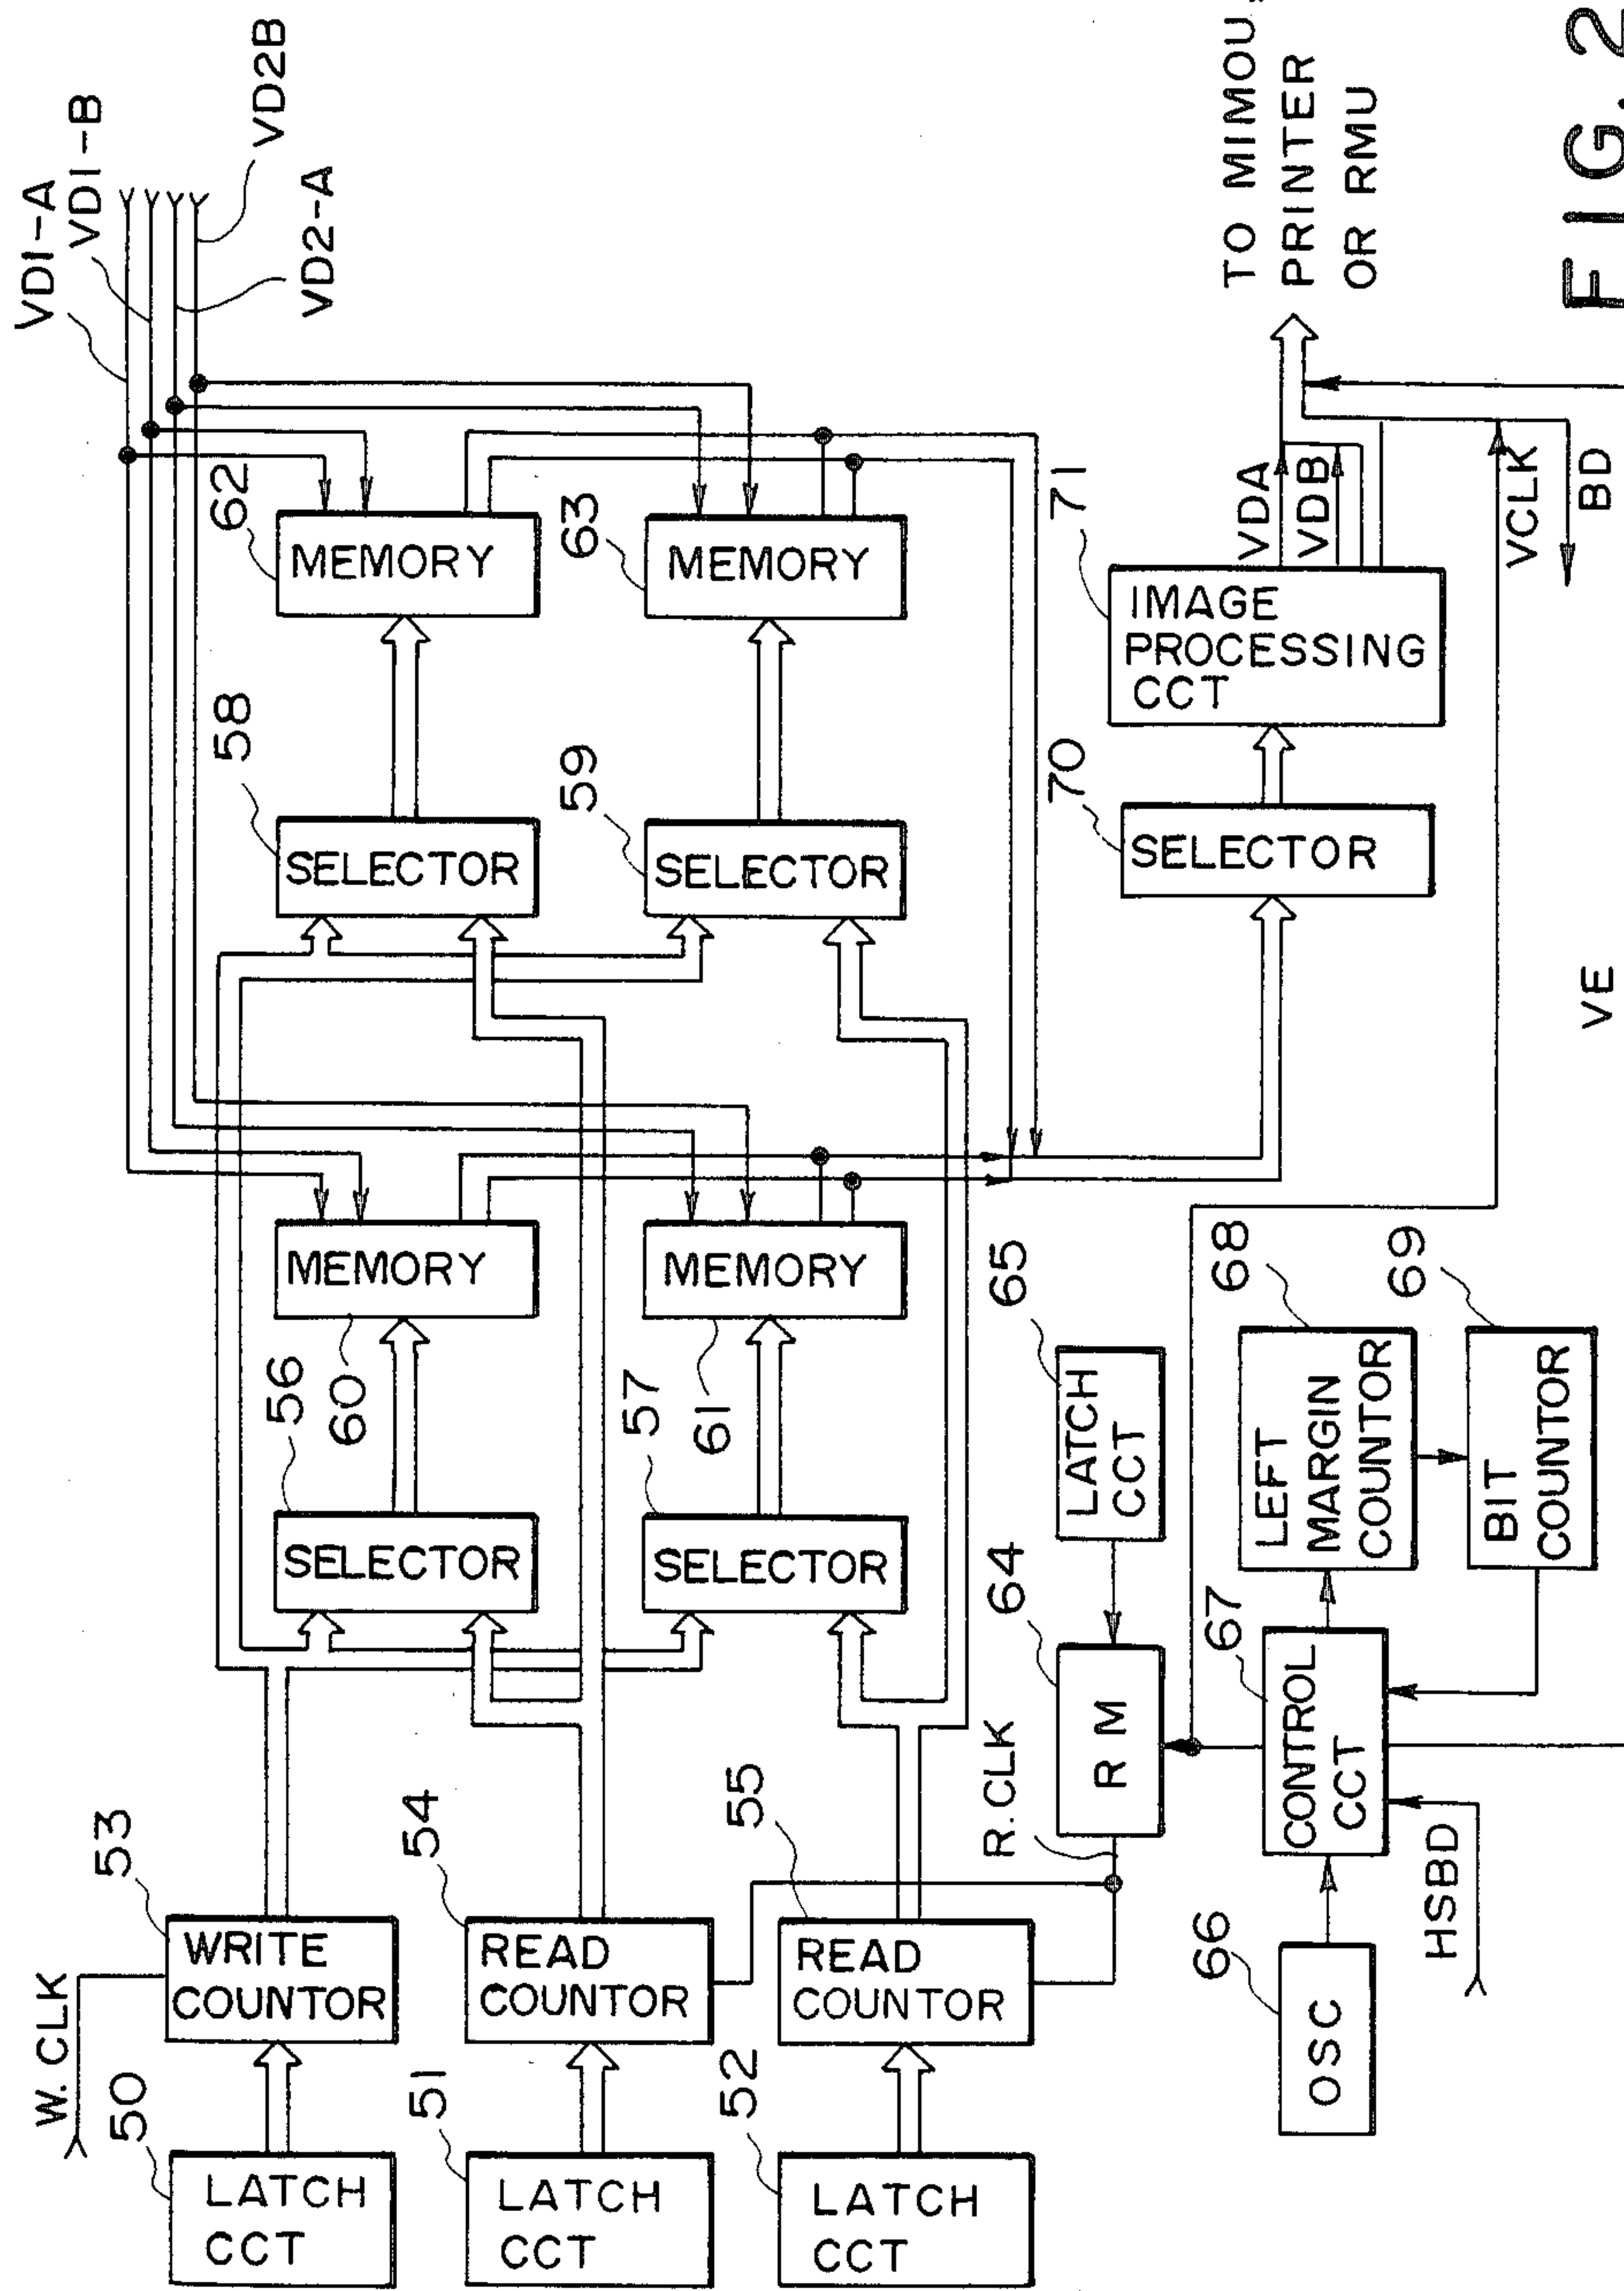 VD1-A
VD1-B
VD2B
VD2-A
W. CLK
50
LATCH
CCT
53
WRITE
COUNTOR
51
LATCH
CCT
54
READ
COUNTOR
52
LATCH
CCT
55
READ
COUNTOR
56
SELECTOR
60
MEMORY
58
SELECTOR
62
MEMORY
57
SELECTOR
61
MEMORY
59
SELECTOR
63
MEMORY
R. CLK
64
RM
65
LATCH
CCT
70
SELECTOR
71
IMAGE
PROCESSING
CCT
VDA
VDB
TO MIMOU,
PRINTER
OR RMU
66
OSC
HSBD
67
CONTROL
CCT
68
LEFT
MARGIN
COUNTOR
69
BIT
COUNTOR
VCLK
BD
VE
FIG. 2